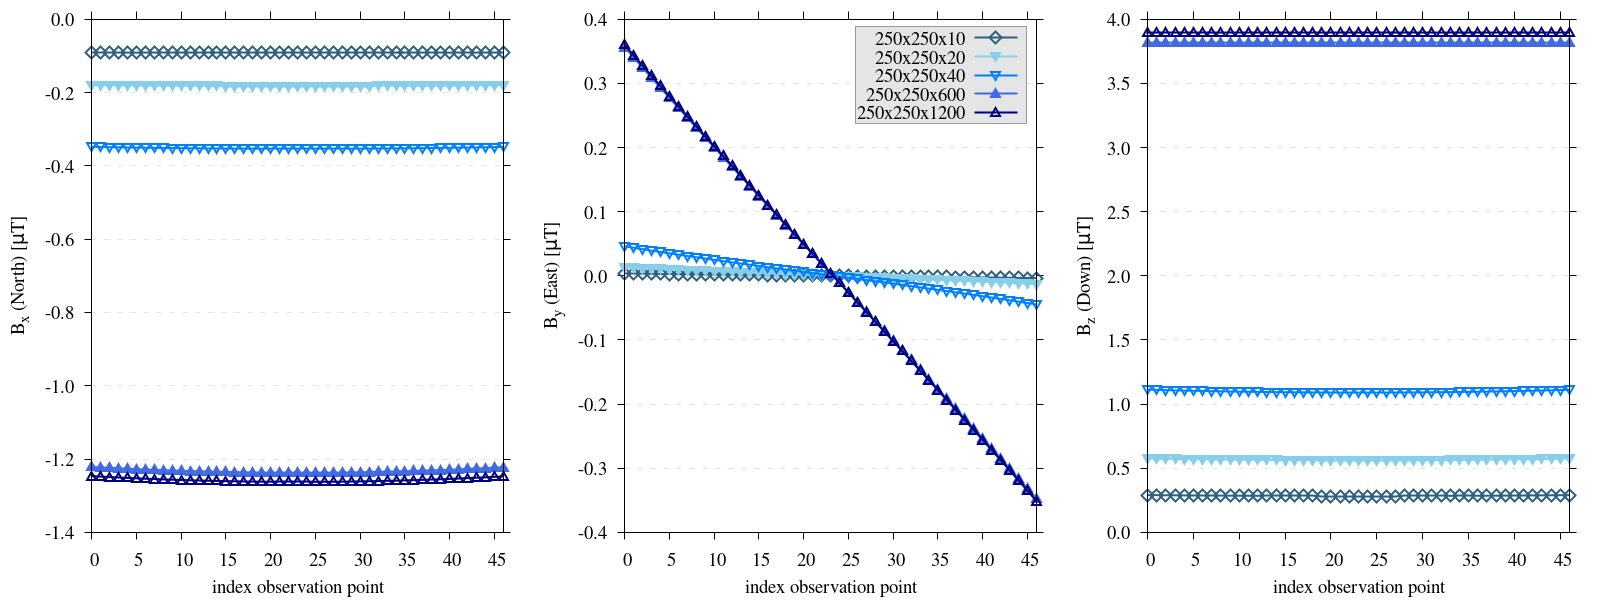 0.0
-0.2
-0.4
-0.6
-0.8
-1.0
-1.2
-1.4
0 5 10 15 20 25 30 35 40 45
index observation point
Bx (North) [μT]
0.4
0.3
0.2
0.1
0.0
-0.1
-0.2
-0.3
-0.4
0 5 10 15 20 25 30 35 40 45
index observation point
By (East) [μT]
250x250x10
250x250x20
250x250x40
250x250x600
250x250x1200
4.0
3.5
3.0
2.5
2.0
1.5
1.0
0.5
0.0
0 5 10 15 20 25 30 35 40 45
index observation point
Bz (Down) [μT]